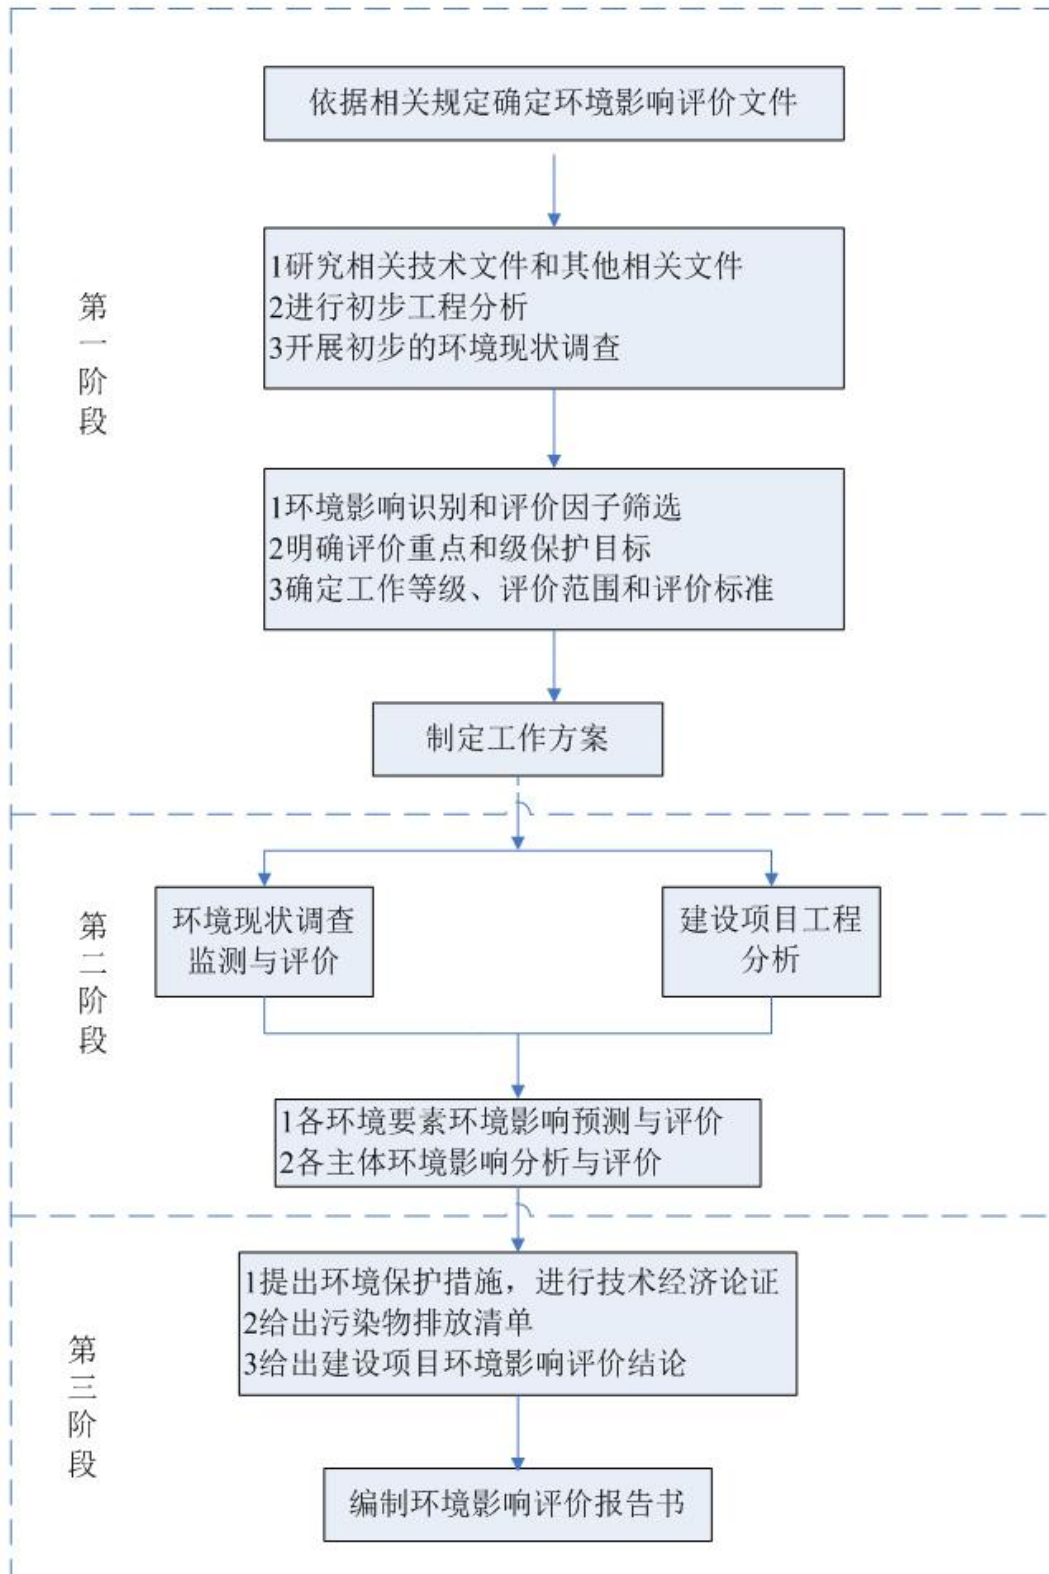 依据相关规定确定环境影响评价文件
1研究相关技术文件和其他相关文件
2进行初步工程分析
3开展初步的环境现状调查
第一阶段
1环境影响识别和评价因子筛选
2明确评价重点和级保护目标
3确定工作等级、评价范围和评价标准
制定工作方案
第二阶段
环境现状调查
监测与评价
建设项目工程
分析
1各环境要素环境影响预测与评价
2各主体环境影响分析与评价
第三阶段
1提出环境保护措施，进行技术经济论证
2给出污染物排放清单
3给出建设项目环境影响评价结论
编制环境影响评价报告书